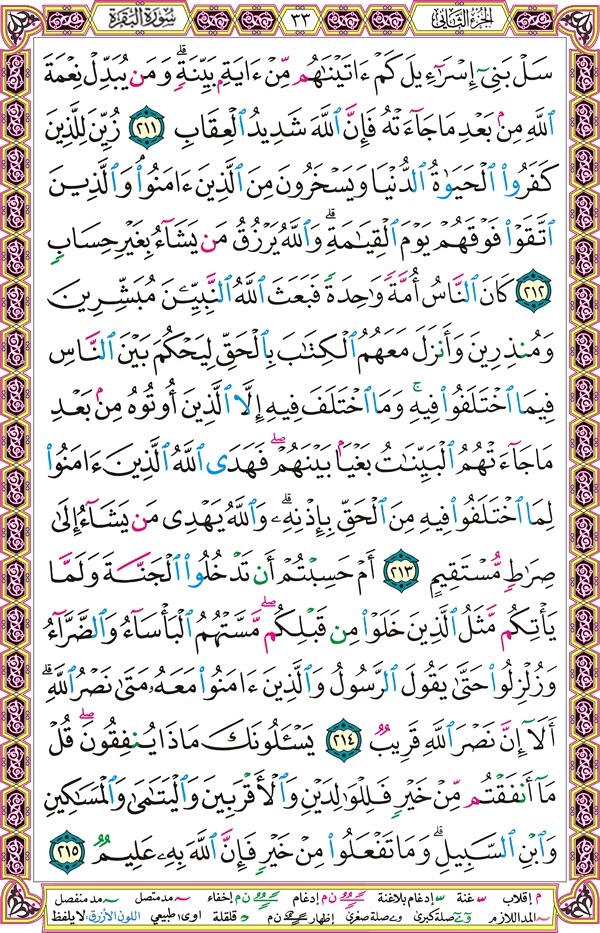 الجزء الثاني ٣٣ سورة البقرة
سَلْ بَنِىٓ إِسْرَٰٓءِيلَ كَمْ ءَاتَيْنَٰهُم مِّنْ ءَايَةٍۭ بَيِّنَةٍۢ ۗ وَمَن يُبَدِّلْ نِعْمَةَ
ٱللَّهِ مِنۢ بَعْدِ مَا جَآءَتْهُ فَإِنَّ ٱللَّهَ شَدِيدُ ٱلْعِقَابِ ٢١١ زُيِّنَ لِلَّذِينَ
كَفَرُوا۟ ٱلْحَيَوٰةُ ٱلدُّنْيَا وَيَسْخَرُونَ مِنَ ٱلَّذِينَ ءَامَنُوا۟ ۘ وَٱلَّذِينَ
ٱتَّقَوْا۟ فَوْقَهُمْ يَوْمَ ٱلْقِيَٰمَةِ ۗ وَٱللَّهُ يَرْزُقُ مَن يَشَآءُ بِغَيْرِ حِسَابٍۢ
٢١٢ كَانَ ٱلنَّاسُ أُمَّةًۭ وَٰحِدَةًۭ فَبَعَثَ ٱللَّهُ ٱلنَّبِيِّـۧنَ مُبَشِّرِينَ
وَمُنذِرِينَ وَأَنزَلَ مَعَهُمُ ٱلْكِتَٰبَ بِٱلْحَقِّ لِيَحْكُمَ بَيْنَ ٱلنَّاسِ
فِيمَا ٱخْتَلَفُوا۟ فِيهِ ۚ وَمَا ٱخْتَلَفَ فِيهِ إِلَّا ٱلَّذِينَ أُوتُوهُ مِنۢ بَعْدِ
مَا جَآءَتْهُمُ ٱلْبَيِّنَٰتُ بَغْيًۢا بَيْنَهُمْ ۖ فَهَدَى ٱللَّهُ ٱلَّذِينَ ءَامَنُوا۟
لِمَا ٱخْتَلَفُوا۟ فِيهِ مِنَ ٱلْحَقِّ بِإِذْنِهِۦ ۗ وَٱللَّهُ يَهْدِى مَن يَشَآءُ إِلَىٰ
صِرَٰطٍۢ مُّسْتَقِيمٍ ٢١٣ أَمْ حَسِبْتُمْ أَن تَدْخُلُوا۟ ٱلْجَنَّةَ وَلَمَّا
يَأْتِكُم مَّثَلُ ٱلَّذِينَ خَلَوْا۟ مِن قَبْلِكُم ۖ مَّسَّتْهُمُ ٱلْبَأْسَآءُ وَٱلضَّرَّآءُ
وَزُلْزِلُوا۟ حَتَّىٰ يَقُولَ ٱلرَّسُولُ وَٱلَّذِينَ ءَامَنُوا۟ مَعَهُۥ مَتَىٰ نَصْرُ ٱللَّهِ ۗ
أَلَآ إِنَّ نَصْرَ ٱللَّهِ قَرِيبٌۭ ٢١٤ يَسْـَٔلُونَكَ مَاذَا يُنفِقُونَ ۖ قُلْ
مَآ أَنفَقْتُم مِّنْ خَيْرٍۢ فَلِلْوَٰلِدَيْنِ وَٱلْأَقْرَبِينَ وَٱلْيَتَٰمَىٰ وَٱلْمَسَٰكِينِ
وَٱبْنِ ٱلسَّبِيلِ ۗ وَمَا تَفْعَلُوا۟ مِنْ خَيْرٍۢ فَإِنَّ ٱللَّهَ بِهِۦ عَلِيمٌۭ ٢١٥
م إقلاب غنة إدغام بلاغنة ن م إدغام إخفاء مد متصل مد منفصل
المد اللازم صلة كبرى صلة صغرى إظهار ن م قلقلة اوى طبيعي اللون الأزرق: لا يلفظ